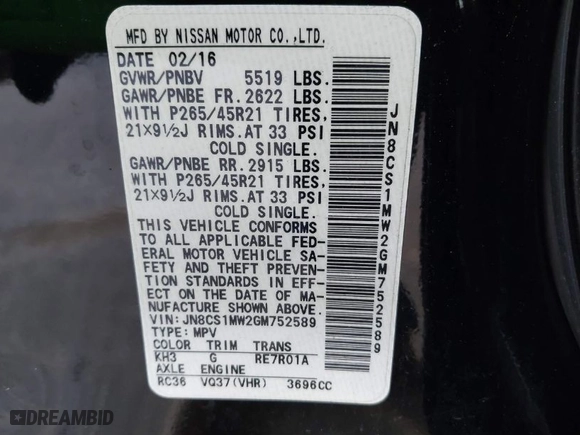 MFD BY NISSAN MOTOR CO.,LTD.
DATE 02/16
GVWR/PNBV 5519 LBS.
GAWR/PNBE FR. 2622 LBS.
WITH P265/45R21 TIRES,
21×9½J RIMS. AT 33 PSI
COLD SINGLE.
GAWR/PNBE RR. 2915 LBS.
WITH P265/45R21 TIRES,
21×9½J RIMS. AT 33 PSI
COLD SINGLE.
THIS VEHICLE CONFORMS
TO ALL APPLICABLE FED-
ERAL MOTOR VEHICLE SA-
FETY AND THEFT PREVEN-
TION STANDARDS IN EFF-
ECT ON THE DATE OF MA-
NUFACTURE SHOWN ABOVE.
VIN: JN8CS1MW2GM752589
TYPE: MPV
COLOR TRIM TRANS
KH3 G RE7R01A
AXLE ENGINE
RC36 VQ37(VHR) 3696CC
JN8CS1MW2GM752589
DREAMBID